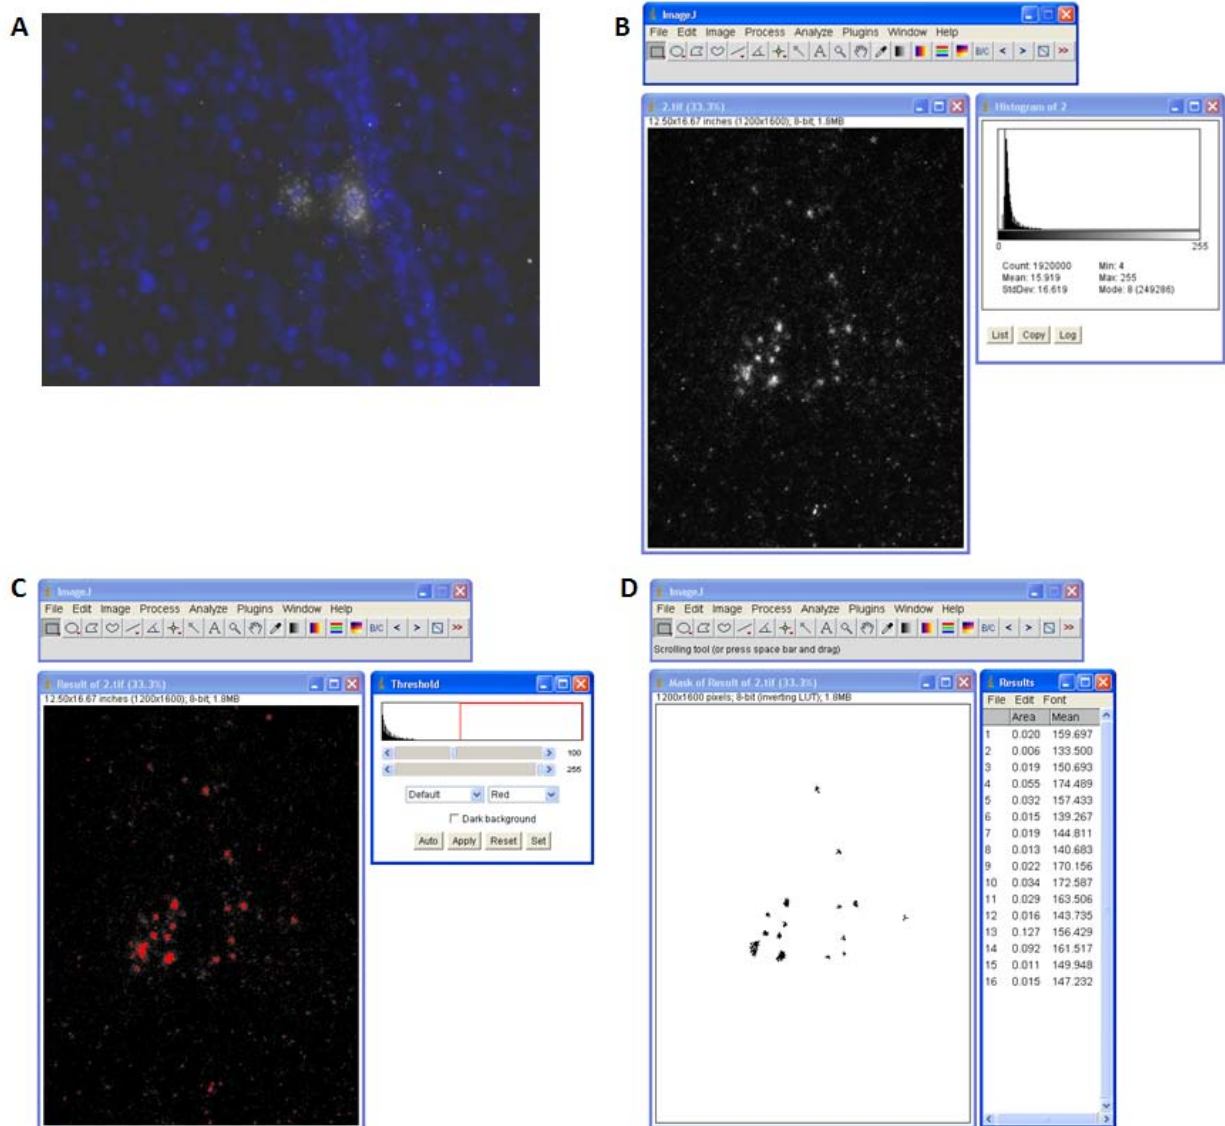 A
B
ImageJ
File Edit Image Process Analyze Plugins Window Help
A B/C < > >>
2.tif (33.3%)
12.50x16.67 inches (1200x1600); 8-bit; 1.8MB
Histogram of 2
0 255
Count: 1920000 Min: 4
Mean: 15.919 Max: 255
StdDev: 16.619 Mode: 8 (249286)
List Copy Log
C
ImageJ
File Edit Image Process Analyze Plugins Window Help
A B/C < > >>
Result of 2.tif (33.3%)
12.50x16.67 inches (1200x1600); 8-bit; 1.8MB
Threshold
100
255
Default Red
Dark background
Auto Apply Reset Set
D
ImageJ
File Edit Image Process Analyze Plugins Window Help
A B/C < > >>
Scrolling tool (or press space bar and drag)
Mask of Result of 2.tif (33.3%)
1200x1600 pixels; 8-bit (inverting LUT); 1.8MB
Results
File Edit Font
Area Mean
1 0.020 159.697
2 0.006 133.500
3 0.019 150.693
4 0.055 174.489
5 0.032 157.433
6 0.015 139.267
7 0.019 144.811
8 0.013 140.683
9 0.022 170.156
10 0.034 172.587
11 0.029 163.506
12 0.016 143.735
13 0.127 156.429
14 0.092 161.517
15 0.011 149.948
16 0.015 147.232